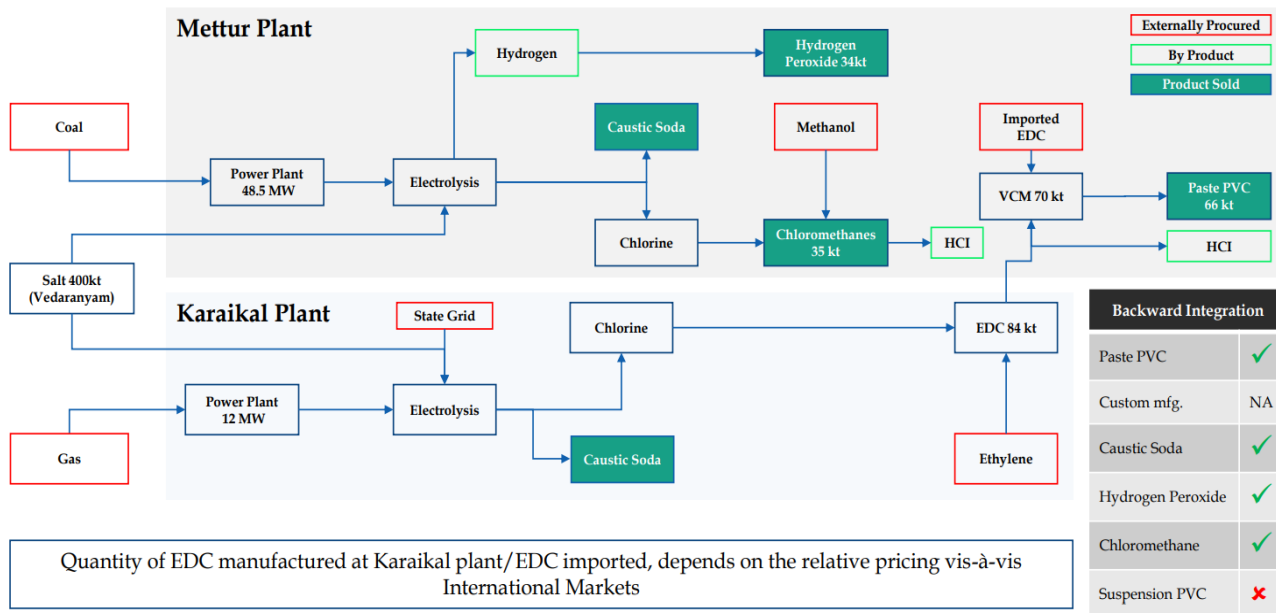 Mettur Plant
Externally Procured
By Product
Product Sold
Hydrogen
Hydrogen
Peroxide 34kt
Coal
Caustic Soda
Methanol
Imported
EDC
Power Plant
48.5 MW
Electrolysis
VCM 70 kt
Paste PVC
66 kt
Chlorine
Chloromethanes
35 kt
HCI
HCI
Salt 400kt
(Vedaranyam)
Karaikal Plant
State Grid
Chlorine
EDC 84 kt
Power Plant
12 MW
Electrolysis
Gas
Caustic Soda
Ethylene
Backward Integration
Paste PVC ✓
Custom mfg. NA
Caustic Soda ✓
Hydrogen Peroxide ✓
Chloromethane ✓
Suspension PVC ✘
Quantity of EDC manufactured at Karaikal plant/EDC imported, depends on the relative pricing vis-à-vis
International Markets